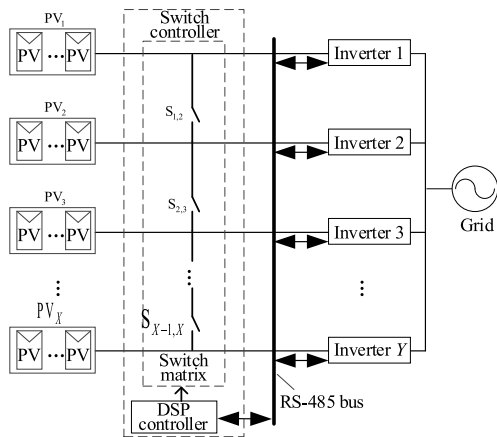 PV1
Switch
controller
PV ··· PV
Inverter 1
S1,2
PV2
PV ··· PV
Inverter 2
PV3
S2,3
PV ··· PV
Inverter 3
Grid
⋮
⋮
⋮
PVX
SX−1,X
PV ··· PV
Inverter Y
Switch
matrix
RS-485 bus
DSP
controller